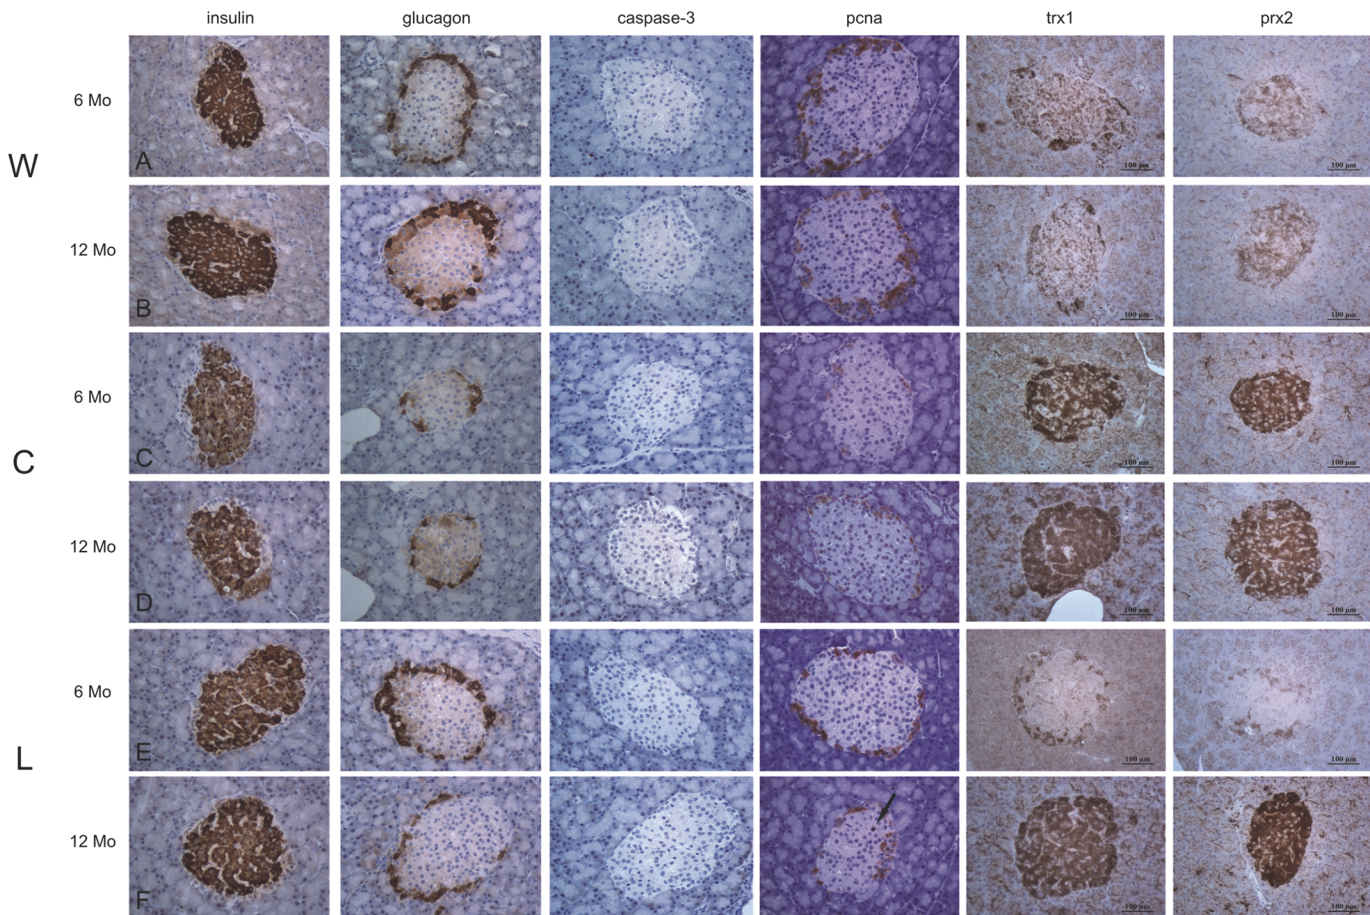 insulin glucagon caspase-3 pcna trx1 prx2
6 Mo
A 100 µm 100 µm
W
12 Mo
B 100 µm 100 µm
6 Mo
C 100 µm 100 µm
C
12 Mo
D 100 µm 100 µm
6 Mo
E 100 µm 100 µm
L
12 Mo
F 100 µm 100 µm